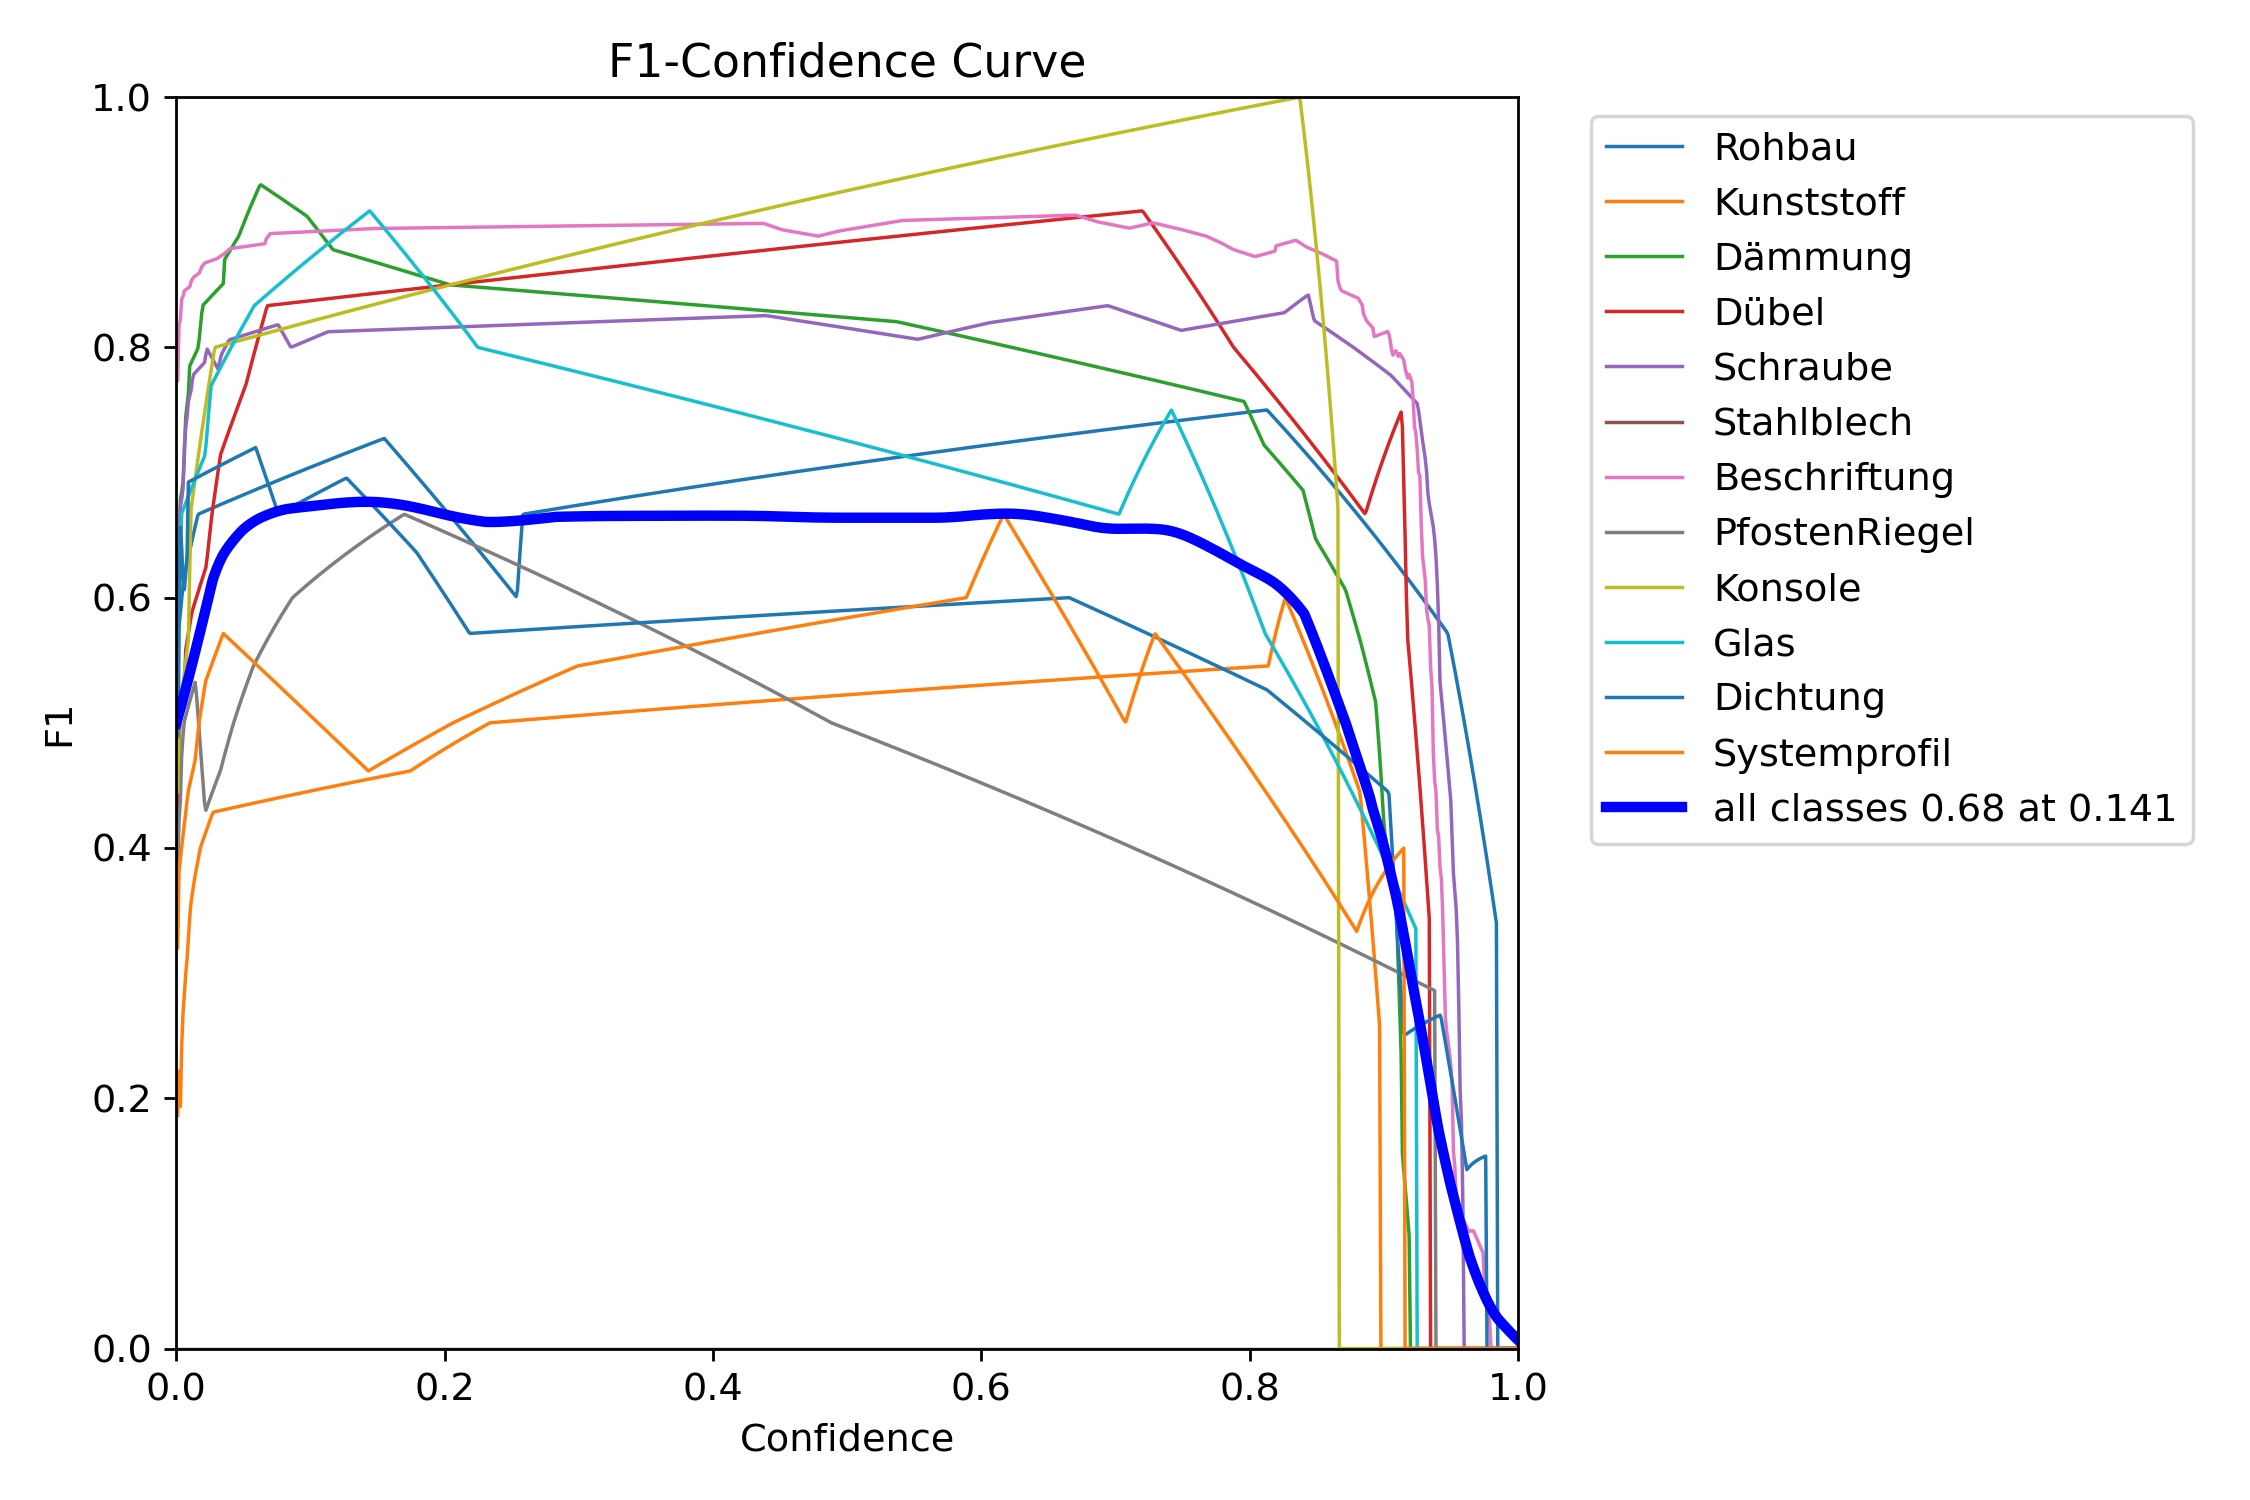 F1-Confidence Curve
1.0
0.8
0.6
0.4
0.2
0.0
F1
0.0
0.2
0.4
0.6
0.8
1.0
Confidence
Rohbau
Kunststoff
Dämmung
Dübel
Schraube
Stahlblech
Beschriftung
PfostenRiegel
Konsole
Glas
Dichtung
Systemprofil
all classes 0.68 at 0.141